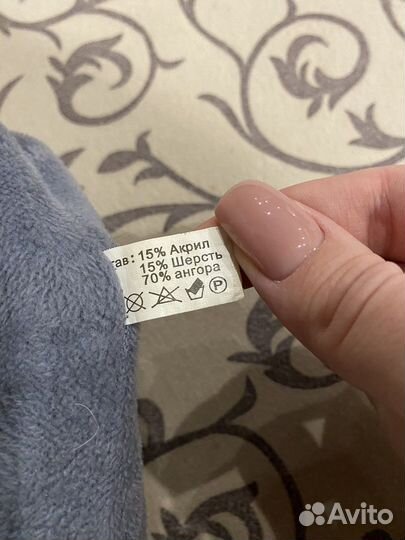 тав: 15% Акрил
15% Шерсть
70% ангора
P
Avito